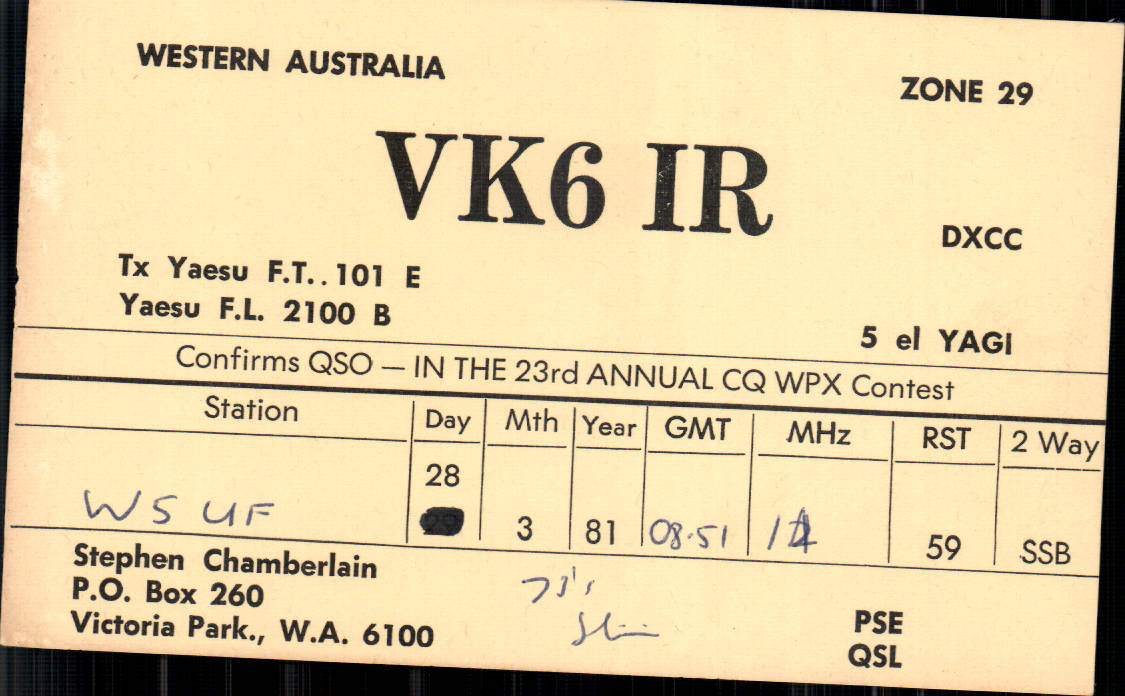 WESTERN AUSTRALIA
ZONE 29
VK6 IR
DXCC
Tx Yaesu F.T.. 101 E
Yaesu F.L. 2100 B
5 el YAGI
Confirms QSO — IN THE 23rd ANNUAL CQ WPX Contest
Station Day Mth Year GMT MHz RST 2 Way
28
W5UF 3 81 08.51 14 59 SSB
Stephen Chamberlain
P.O. Box 260
Victoria Park., W.A. 6100
73's
PSE
QSL